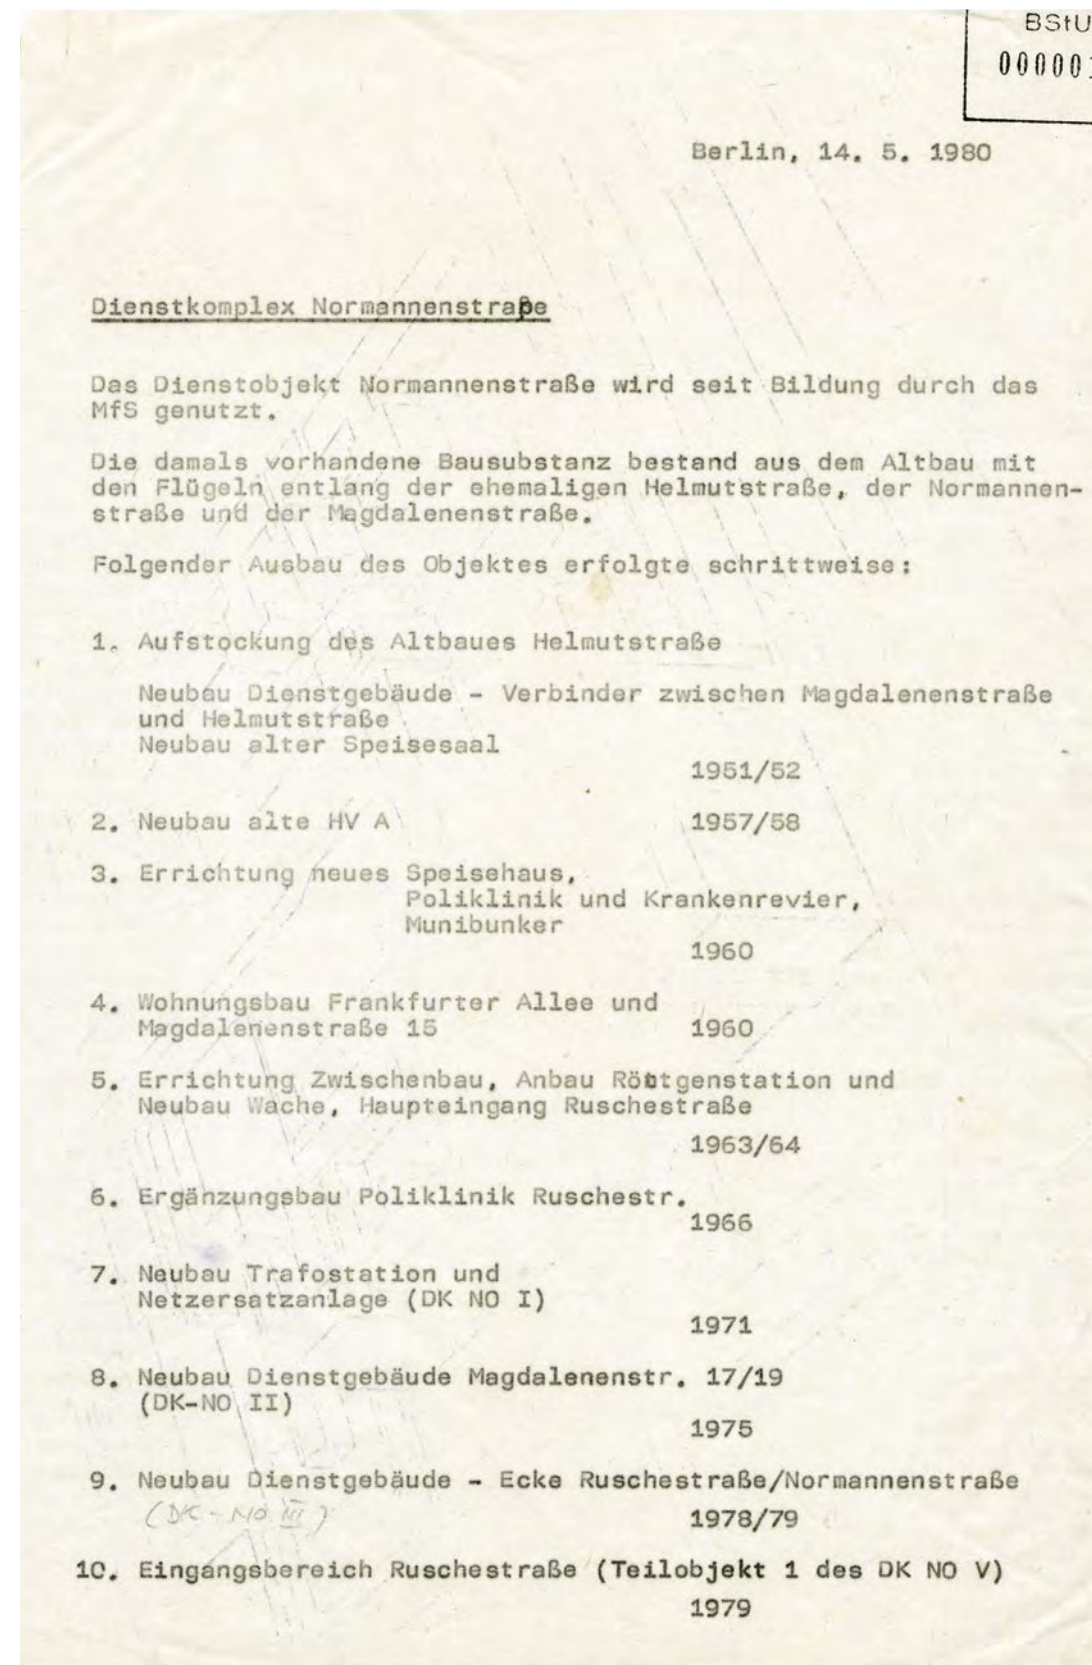 BStU
000001
Berlin, 14. 5. 1980
Dienstkomplex Normannenstraße
Das Dienstobjekt Normannenstraße wird seit Bildung durch das
MfS genutzt.
Die damals vorhandene Bausubstanz bestand aus dem Altbau mit
den Flügeln entlang der ehemaligen Helmutstraße, der Normannen-
straße und der Magdalenenstraße.
Folgender Ausbau des Objektes erfolgte schrittweise:
1. Aufstockung des Altbaues Helmutstraße
Neubau Dienstgebäude - Verbinder zwischen Magdalenenstraße
und Helmutstraße
Neubau alter Speisesaal
1951/52
2. Neubau alte HV A 1957/58
3. Errichtung neues Speisehaus,
Poliklinik und Krankenrevier,
Munibunker
1960
4. Wohnungsbau Frankfurter Allee und
Magdalenenstraße 15 1960
5. Errichtung Zwischenbau, Anbau Röntgenstation und
Neubau Wache, Haupteingang Ruschestraße
1963/64
6. Ergänzungsbau Poliklinik Ruschestr.
1966
7. Neubau Trafostation und
Netzersatzanlage (DK NO I)
1971
8. Neubau Dienstgebäude Magdalenenstr. 17/19
(DK-NO II)
1975
9. Neubau Dienstgebäude - Ecke Ruschestraße/Normannenstraße
(DK-NO III) 1978/79
10. Eingangsbereich Ruschestraße (Teilobjekt 1 des DK NO V)
1979